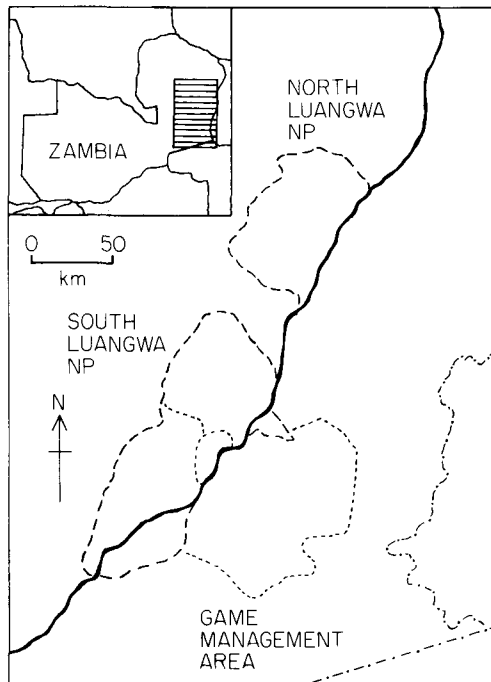 ZAMBIA
NORTH
LUANGWA
NP
0 50
km
SOUTH
LUANGWA
NP
N
GAME
MANAGEMENT
AREA